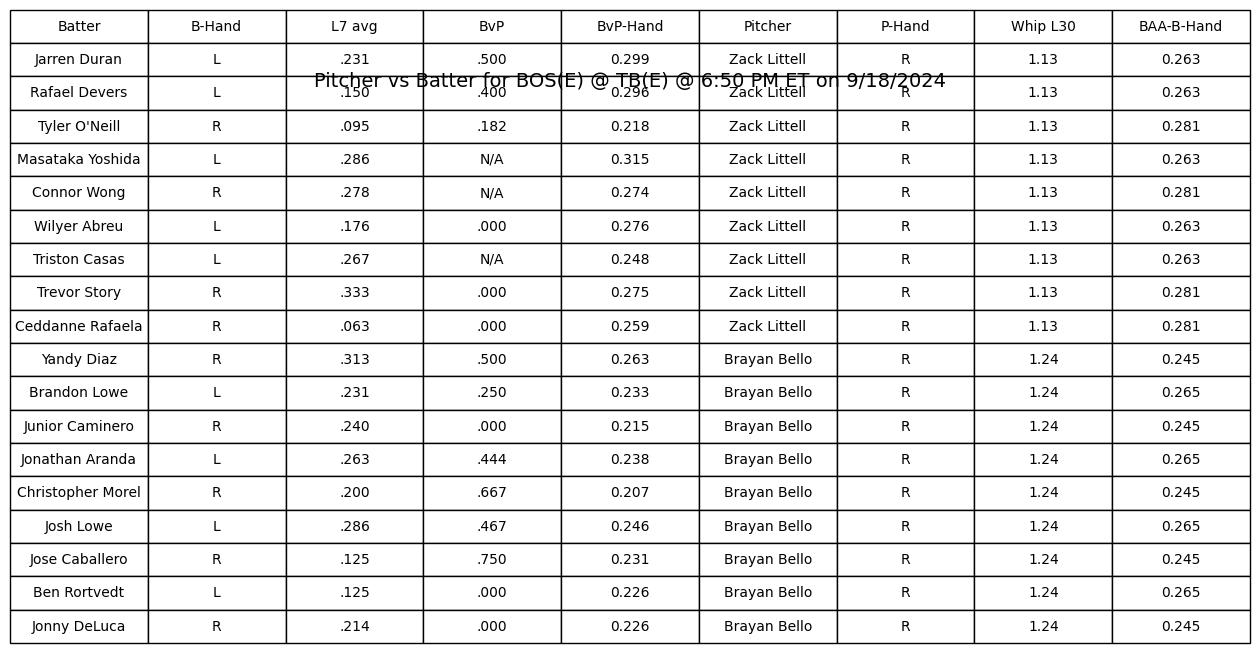 Batter B-Hand L7 avg BvP BvP-Hand Pitcher P-Hand Whip L30 BAA-B-Hand
Jarren Duran L .231 .500 0.299 Zack Littell R 1.13 0.263
Pitcher vs Batter for BOS(E) @ TB(E) @ 6:50 PM ET on 9/18/2024
Rafael Devers L .150 .400 0.296 Zack Littell R 1.13 0.263
Tyler O'Neill R .095 .182 0.218 Zack Littell R 1.13 0.281
Masataka Yoshida L .286 N/A 0.315 Zack Littell R 1.13 0.263
Connor Wong R .278 N/A 0.274 Zack Littell R 1.13 0.281
Wilyer Abreu L .176 .000 0.276 Zack Littell R 1.13 0.263
Triston Casas L .267 N/A 0.248 Zack Littell R 1.13 0.263
Trevor Story R .333 .000 0.275 Zack Littell R 1.13 0.281
Ceddanne Rafaela R .063 .000 0.259 Zack Littell R 1.13 0.281
Yandy Diaz R .313 .500 0.263 Brayan Bello R 1.24 0.245
Brandon Lowe L .231 .250 0.233 Brayan Bello R 1.24 0.265
Junior Caminero R .240 .000 0.215 Brayan Bello R 1.24 0.245
Jonathan Aranda L .263 .444 0.238 Brayan Bello R 1.24 0.265
Christopher Morel R .200 .667 0.207 Brayan Bello R 1.24 0.245
Josh Lowe L .286 .467 0.246 Brayan Bello R 1.24 0.265
Jose Caballero R .125 .750 0.231 Brayan Bello R 1.24 0.245
Ben Rortvedt L .125 .000 0.226 Brayan Bello R 1.24 0.265
Jonny DeLuca R .214 .000 0.226 Brayan Bello R 1.24 0.245